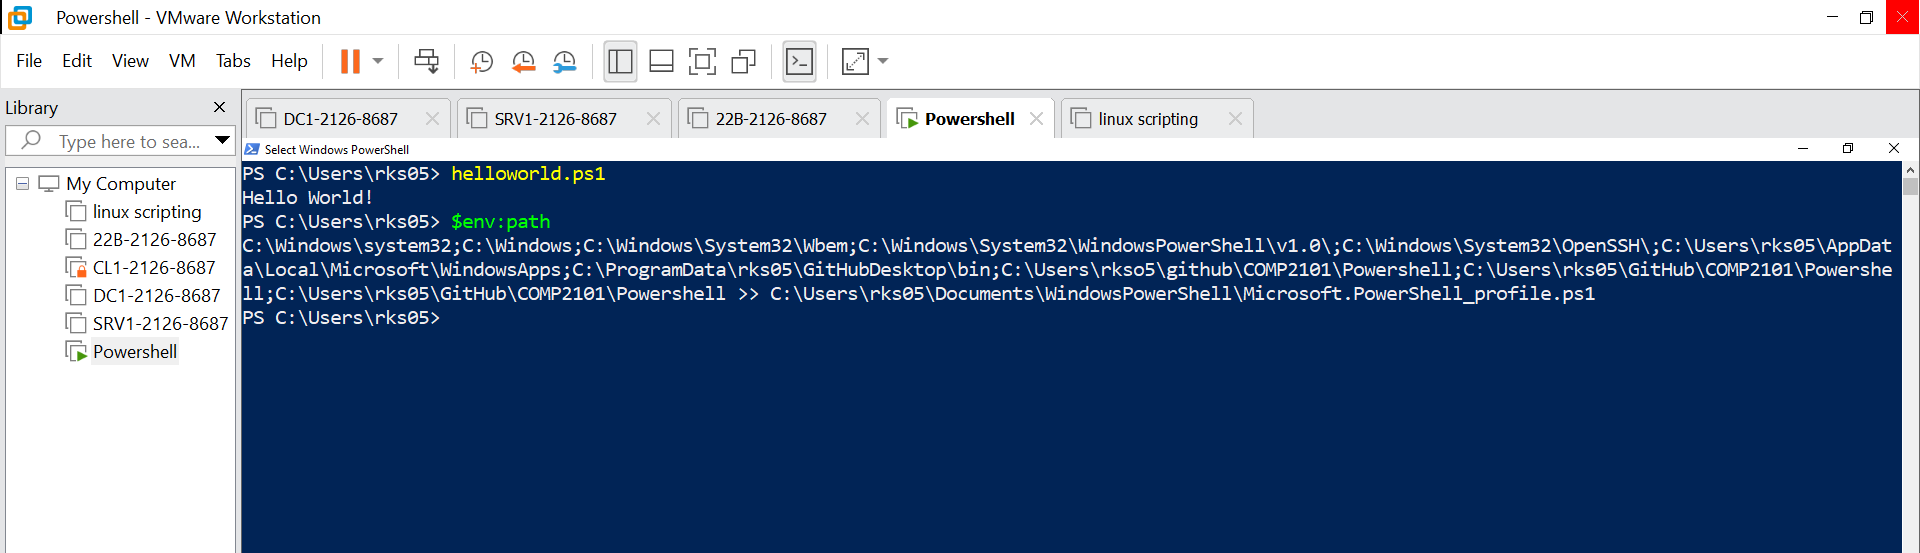 Powershell - VMware Workstation
File Edit View VM Tabs Help
Library
Type here to sea...
My Computer
linux scripting
22B-2126-8687
CL1-2126-8687
DC1-2126-8687
SRV1-2126-8687
Powershell
DC1-2126-8687 SRV1-2126-8687 22B-2126-8687 Powershell linux scripting
Select Windows PowerShell
PS C:\Users\rks05> helloworld.ps1
Hello World!
PS C:\Users\rks05> $env:path
C:\Windows\system32;C:\Windows;C:\Windows\System32\Wbem;C:\Windows\System32\WindowsPowerShell\v1.0\;C:\Windows\System32\OpenSSH\;C:\Users\rks05\AppDat
a\Local\Microsoft\WindowsApps;C:\ProgramData\rks05\GitHubDesktop\bin;C:\Users\rkso5\github\COMP2101\Powershell;C:\Users\rks05\GitHub\COMP2101\Powershe
ll;C:\Users\rks05\GitHub\COMP2101\Powershell >> C:\Users\rks05\Documents\WindowsPowerShell\Microsoft.PowerShell_profile.ps1
PS C:\Users\rks05>